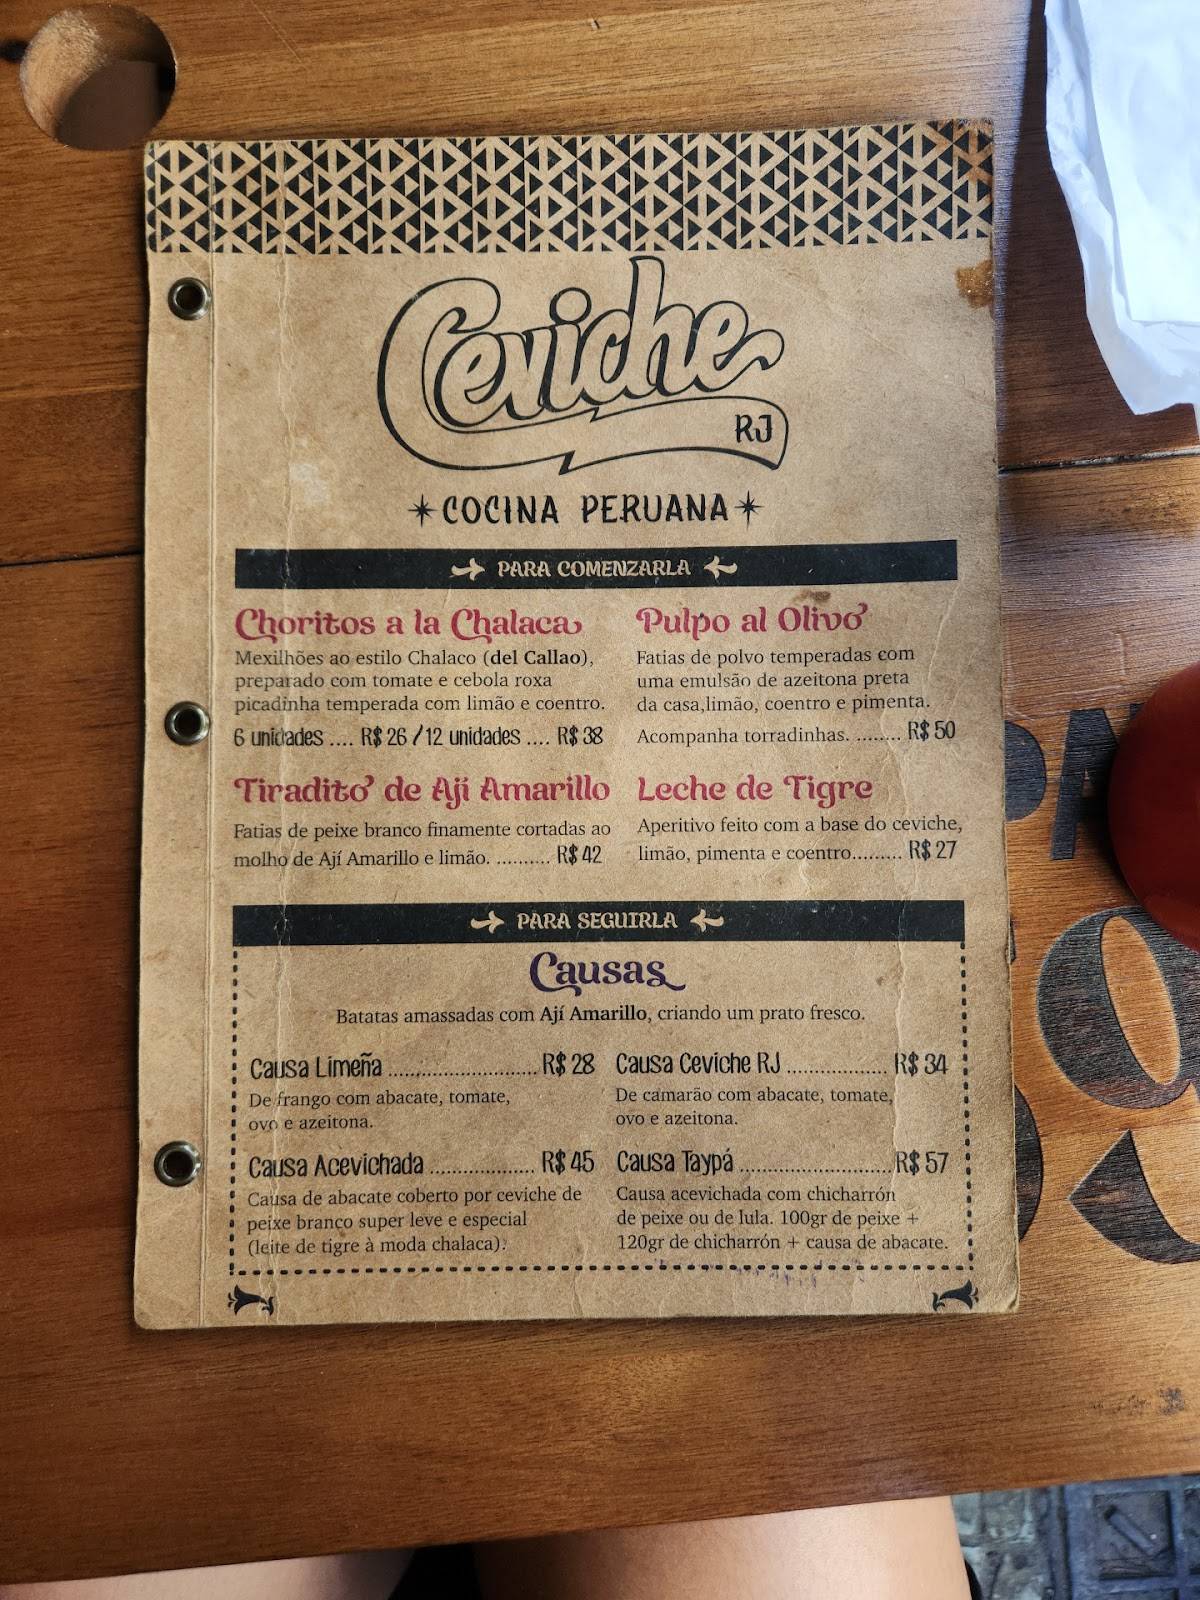 Ceviche
RJ
COCINA PERUANA
PARA COMENZARLA
Choritos a la Chalaca
Mexilhões ao estilo Chalaco (del Callao),
preparado com tomate e cebola roxa
picadinha temperada com limão e coentro.
6 unidades .... R$ 26 / 12 unidades .... R$ 38
Pulpo al Olivo
Fatias de polvo temperadas com
uma emulsão de azeitona preta
da casa,limão, coentro e pimenta.
Acompanha torradinhas. ........ R$ 50
Tiradito de Ají Amarillo
Fatias de peixe branco finamente cortadas ao
molho de Ají Amarillo e limão. .......... R$ 42
Leche de Tigre
Aperitivo feito com a base do ceviche,
limão, pimenta e coentro......... R$ 27
PARA SEGUIRLA
Causas
Batatas amassadas com Ají Amarillo, criando um prato fresco.
Causa Limeña ............................ R$ 28
De frango com abacate, tomate,
ovo e azeitona.
Causa Ceviche RJ ................... R$ 34
De camarão com abacate, tomate,
ovo e azeitona.
Causa Acevichada .................... R$ 45
Causa de abacate coberto por ceviche de
peixe branco super leve e especial
(leite de tigre à moda chalaca).
Causa Taypá ............................. R$ 57
Causa acevichada com chicharrón
de peixe ou de lula. 100gr de peixe +
120gr de chicharrón + causa de abacate.